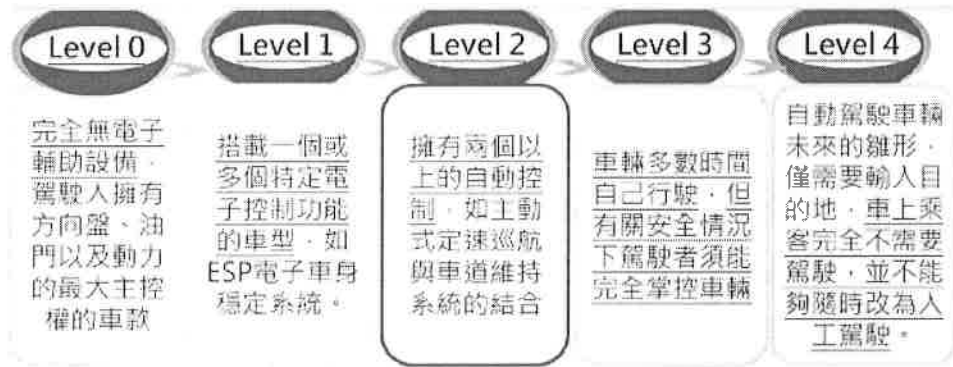 Level 0
完全無電子
輔助設備，
駕駛人擁有
方向盤、油
門以及動力
的最大主控
權的車款
Level 1
搭載一個或
多個特定電
子控制功能
的車型，如
ESP電子車身
穩定系統。
Level 2
擁有兩個以
上的自動控
制，如主動
式定速巡航
與車道維持
系統的結合
Level 3
車輛多數時間
自己行駛，但
有關安全情況
下駕駛者須能
完全掌控車輛
Level 4
自動駕駛車輛
未來的雛形，
僅需要輸入目
的地，車上乘
客完全不需要
駕駛，並不能
夠隨時改為人
工駕駛。